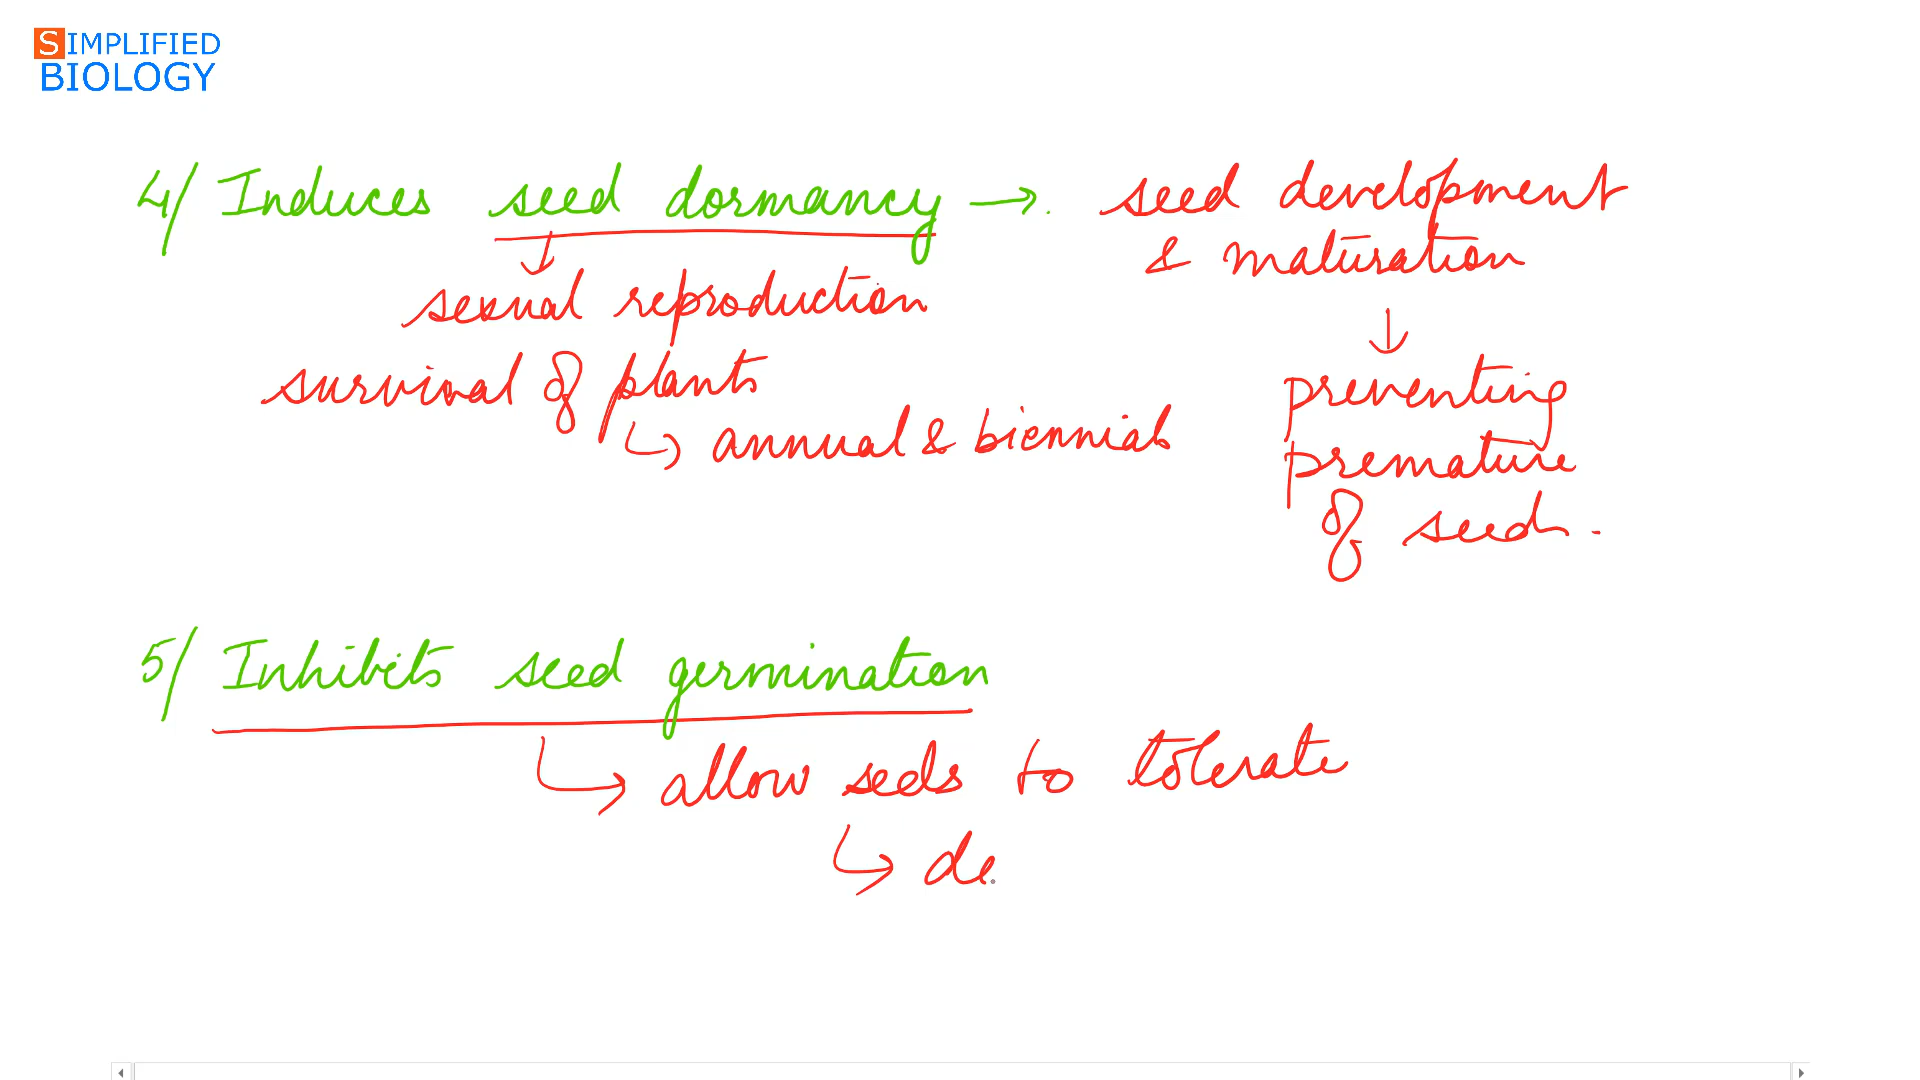 SIMPLIFIED
BIOLOGY
4/ Induces seed dormancy → seed development
& maturation
sexual reproduction
survival of plants
annual & biennials
preventing
premature
of seeds.
5/ Inhibits seed germination
allow seeds to tolerate
de